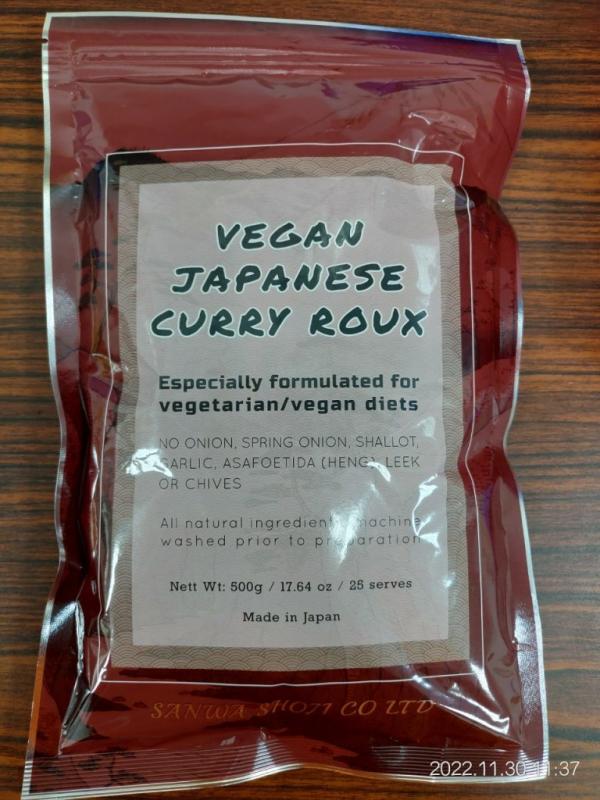 VEGAN
JAPANESE
CURRY ROUX
Especially formulated for
vegetarian/vegan diets
NO ONION, SPRING ONION, SHALLOT,
GARLIC, ASAFOETIDA (HENG), LEEK
OR CHIVES
All natural ingredients machine
washed prior to preparation
Nett Wt: 500g / 17.64 oz / 25 serves
Made in Japan
SANWA SHOJI CO LTD
2022.11.30 11:37